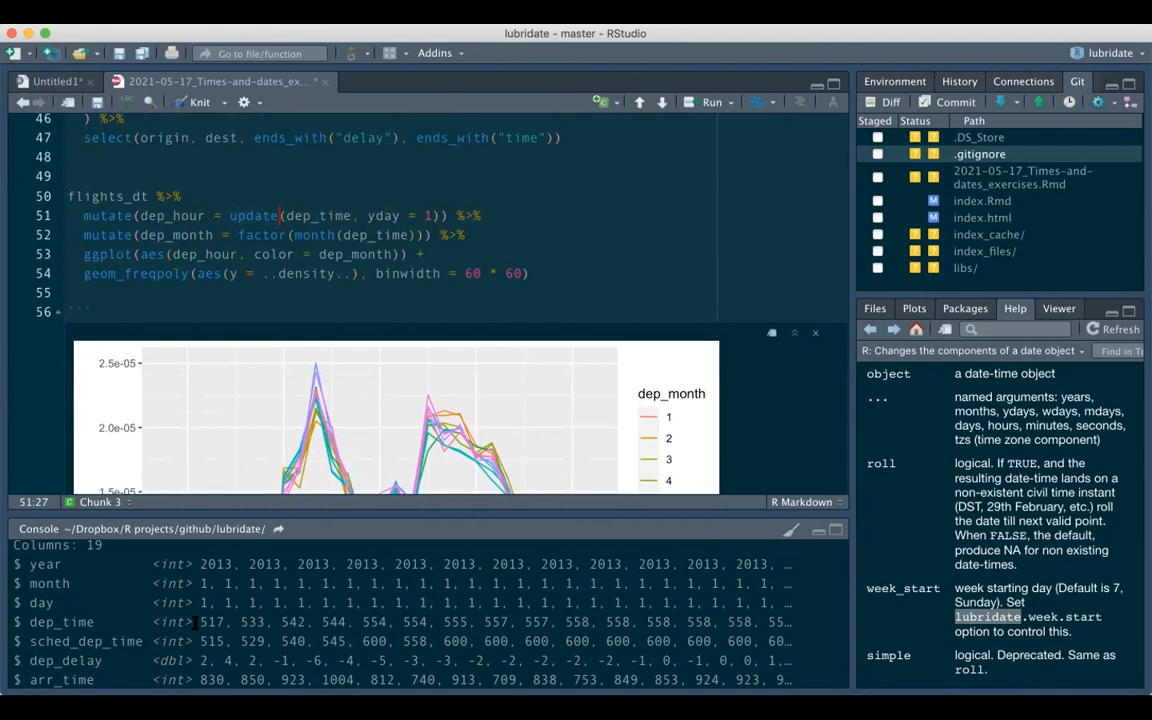 lubridate - master - RStudio
Go to file/function
Addins
lubridate
Untitled1*
2021-05-17_Times-and-dates_ex...*
Knit
Run
46
) %>%
47 select(origin, dest, ends_with("delay"), ends_with("time"))
48
49
50 flights_dt %>%
51 mutate(dep_hour = update(dep_time, yday = 1)) %>%
52 mutate(dep_month = factor(month(dep_time))) %>%
53 ggplot(aes(dep_hour, color = dep_month)) +
54 geom_freqpoly(aes(y = ..density..), binwidth = 60 * 60)
55
56 ```
2.5e-05
2.0e-05
1.5e-05
dep_month
1
2
3
4
51:27
Chunk 3
R Markdown
Console ~/Dropbox/R projects/github/lubridate/
Columns: 19
$ year <int> 2013, 2013, 2013, 2013, 2013, 2013, 2013, 2013, 2013, 2013, 2013, 2013, …
$ month <int> 1, 1, 1, 1, 1, 1, 1, 1, 1, 1, 1, 1, 1, 1, 1, 1, 1, 1, 1, 1, 1, 1, 1, 1, …
$ day <int> 1, 1, 1, 1, 1, 1, 1, 1, 1, 1, 1, 1, 1, 1, 1, 1, 1, 1, 1, 1, 1, 1, 1, 1, …
$ dep_time <int> 517, 533, 542, 544, 554, 554, 555, 557, 557, 558, 558, 558, 558, 558, 55…
$ sched_dep_time <int> 515, 529, 540, 545, 600, 558, 600, 600, 600, 600, 600, 600, 600, 600, 60…
$ dep_delay <dbl> 2, 4, 2, -1, -6, -4, -5, -3, -3, -2, -2, -2, -2, -2, -1, 0, -1, 0, 0, 1,…
$ arr_time <int> 830, 850, 923, 1004, 812, 740, 913, 709, 838, 753, 849, 853, 924, 923, 9…
Environment
History
Connections
Git
Diff
Commit
Staged Status Path
.DS_Store
.gitignore
2021-05-17_Times-and-
dates_exercises.Rmd
index.Rmd
index.html
index_cache/
index_files/
libs/
Files
Plots
Packages
Help
Viewer
Refresh
R: Changes the components of a date object
Find in To
object
a date-time object
...
named arguments: years,
months, ydays, wdays, mdays,
days, hours, minutes, seconds,
tzs (time zone component)
roll
logical. If TRUE, and the
resulting date-time lands on a
non-existent civil time instant
(DST, 29th February, etc.) roll
the date till next valid point.
When FALSE, the default,
produce NA for non existing
date-times.
week_start
week starting day (Default is 7,
Sunday). Set
lubridate.week.start
option to control this.
simple
logical. Deprecated. Same as
roll.